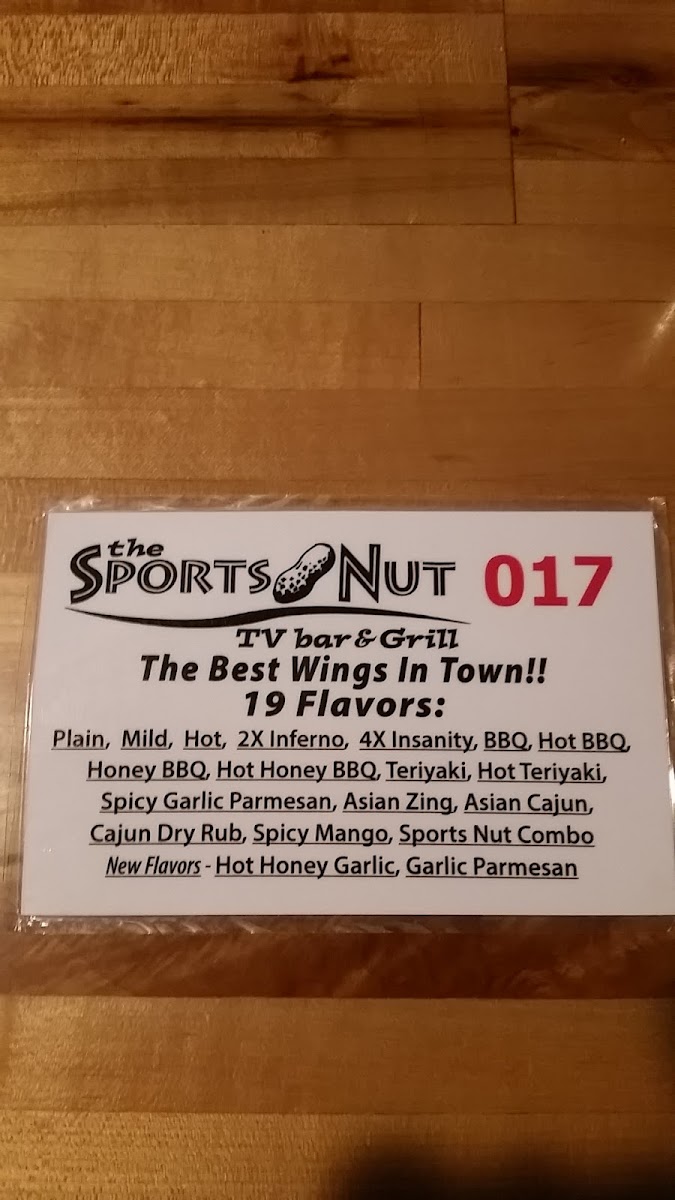 the
SPORTS NUT 017
TV bar & Grill
The Best Wings In Town!!
19 Flavors:
Plain, Mild, Hot, 2X Inferno, 4X Insanity, BBQ, Hot BBQ,
Honey BBQ, Hot Honey BBQ, Teriyaki, Hot Teriyaki,
Spicy Garlic Parmesan, Asian Zing, Asian Cajun,
Cajun Dry Rub, Spicy Mango, Sports Nut Combo
New Flavors - Hot Honey Garlic, Garlic Parmesan